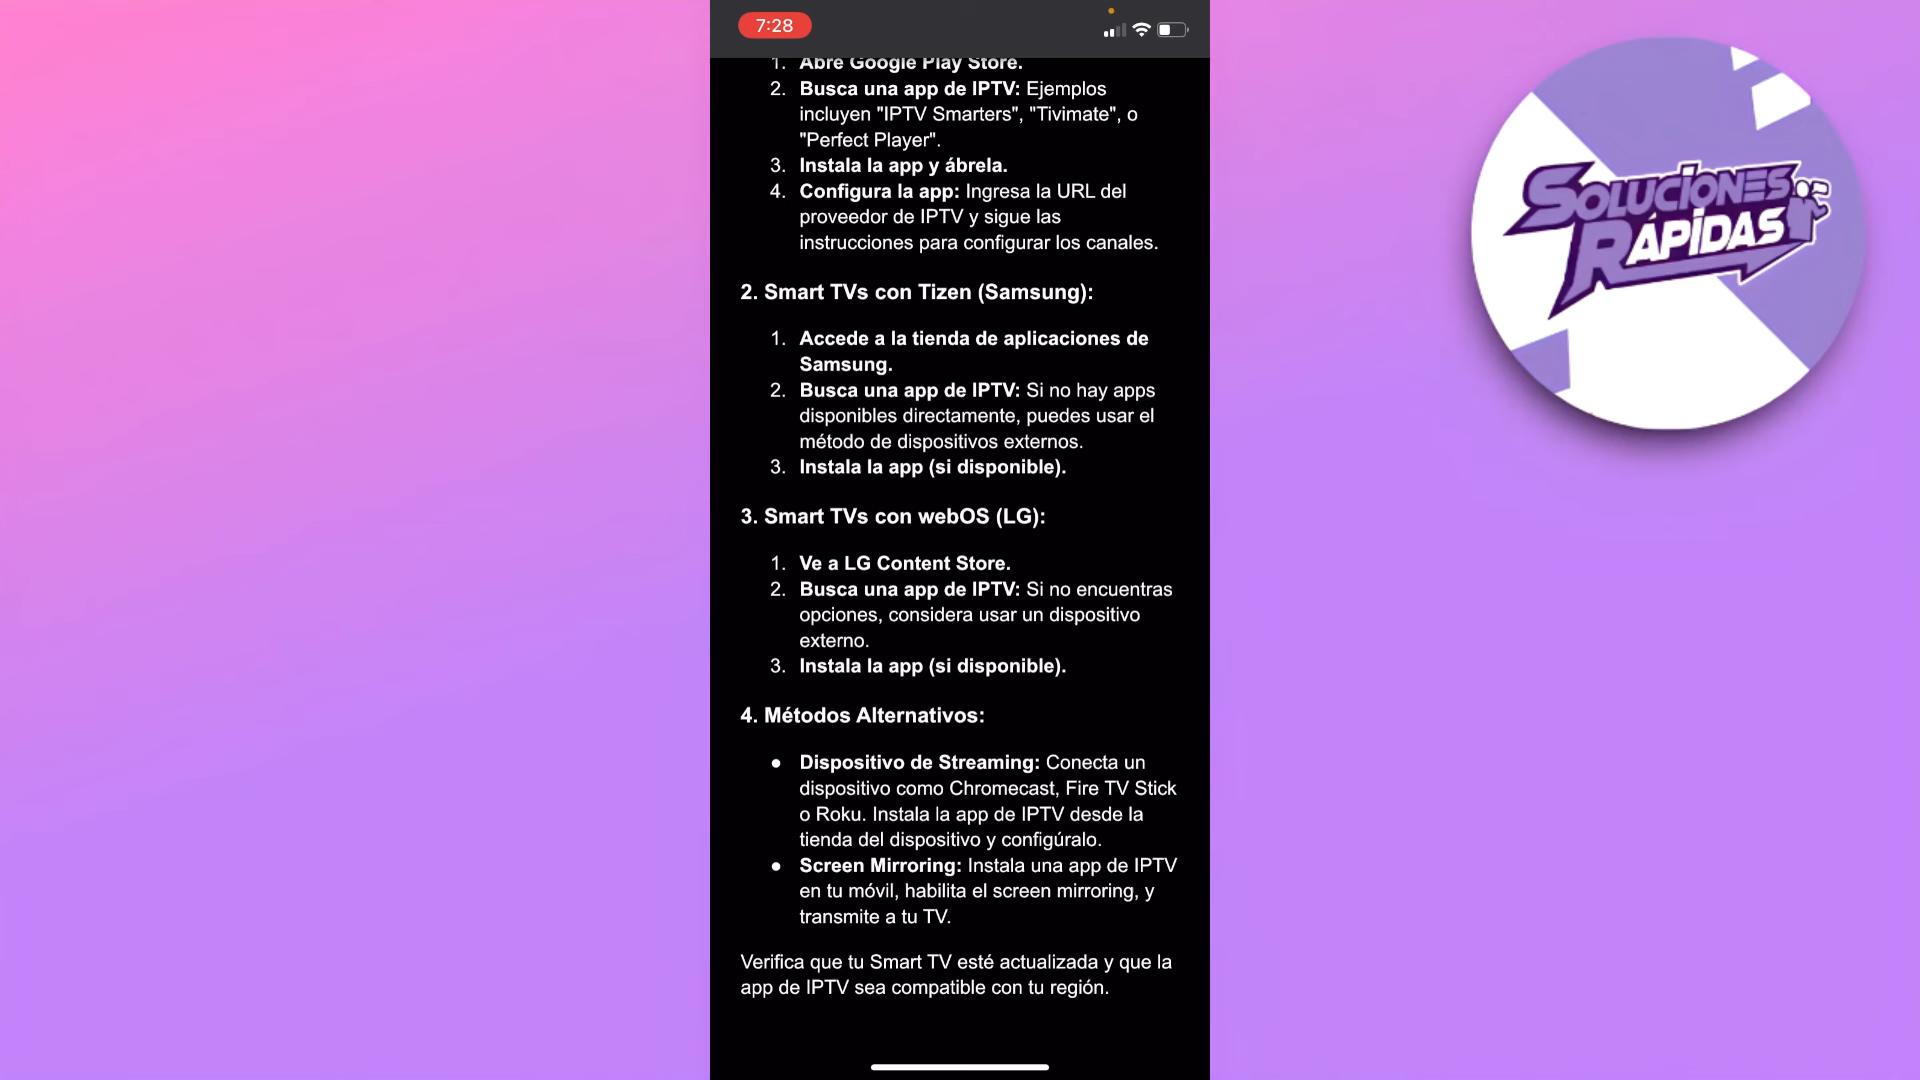 7:28
1. Abre Google Play Store.
2. Busca una app de IPTV: Ejemplos
incluyen "IPTV Smarters", "Tivimate", o
"Perfect Player".
3. Instala la app y ábrela.
4. Configura la app: Ingresa la URL del
proveedor de IPTV y sigue las
instrucciones para configurar los canales.
2. Smart TVs con Tizen (Samsung):
1. Accede a la tienda de aplicaciones de
Samsung.
2. Busca una app de IPTV: Si no hay apps
disponibles directamente, puedes usar el
método de dispositivos externos.
3. Instala la app (si disponible).
3. Smart TVs con webOS (LG):
1. Ve a LG Content Store.
2. Busca una app de IPTV: Si no encuentras
opciones, considera usar un dispositivo
externo.
3. Instala la app (si disponible).
4. Métodos Alternativos:
● Dispositivo de Streaming: Conecta un
dispositivo como Chromecast, Fire TV Stick
o Roku. Instala la app de IPTV desde la
tienda del dispositivo y configúralo.
● Screen Mirroring: Instala una app de IPTV
en tu móvil, habilita el screen mirroring, y
transmite a tu TV.
Verifica que tu Smart TV esté actualizada y que la
app de IPTV sea compatible con tu región.
SOLUCIONES
RÁPIDAS